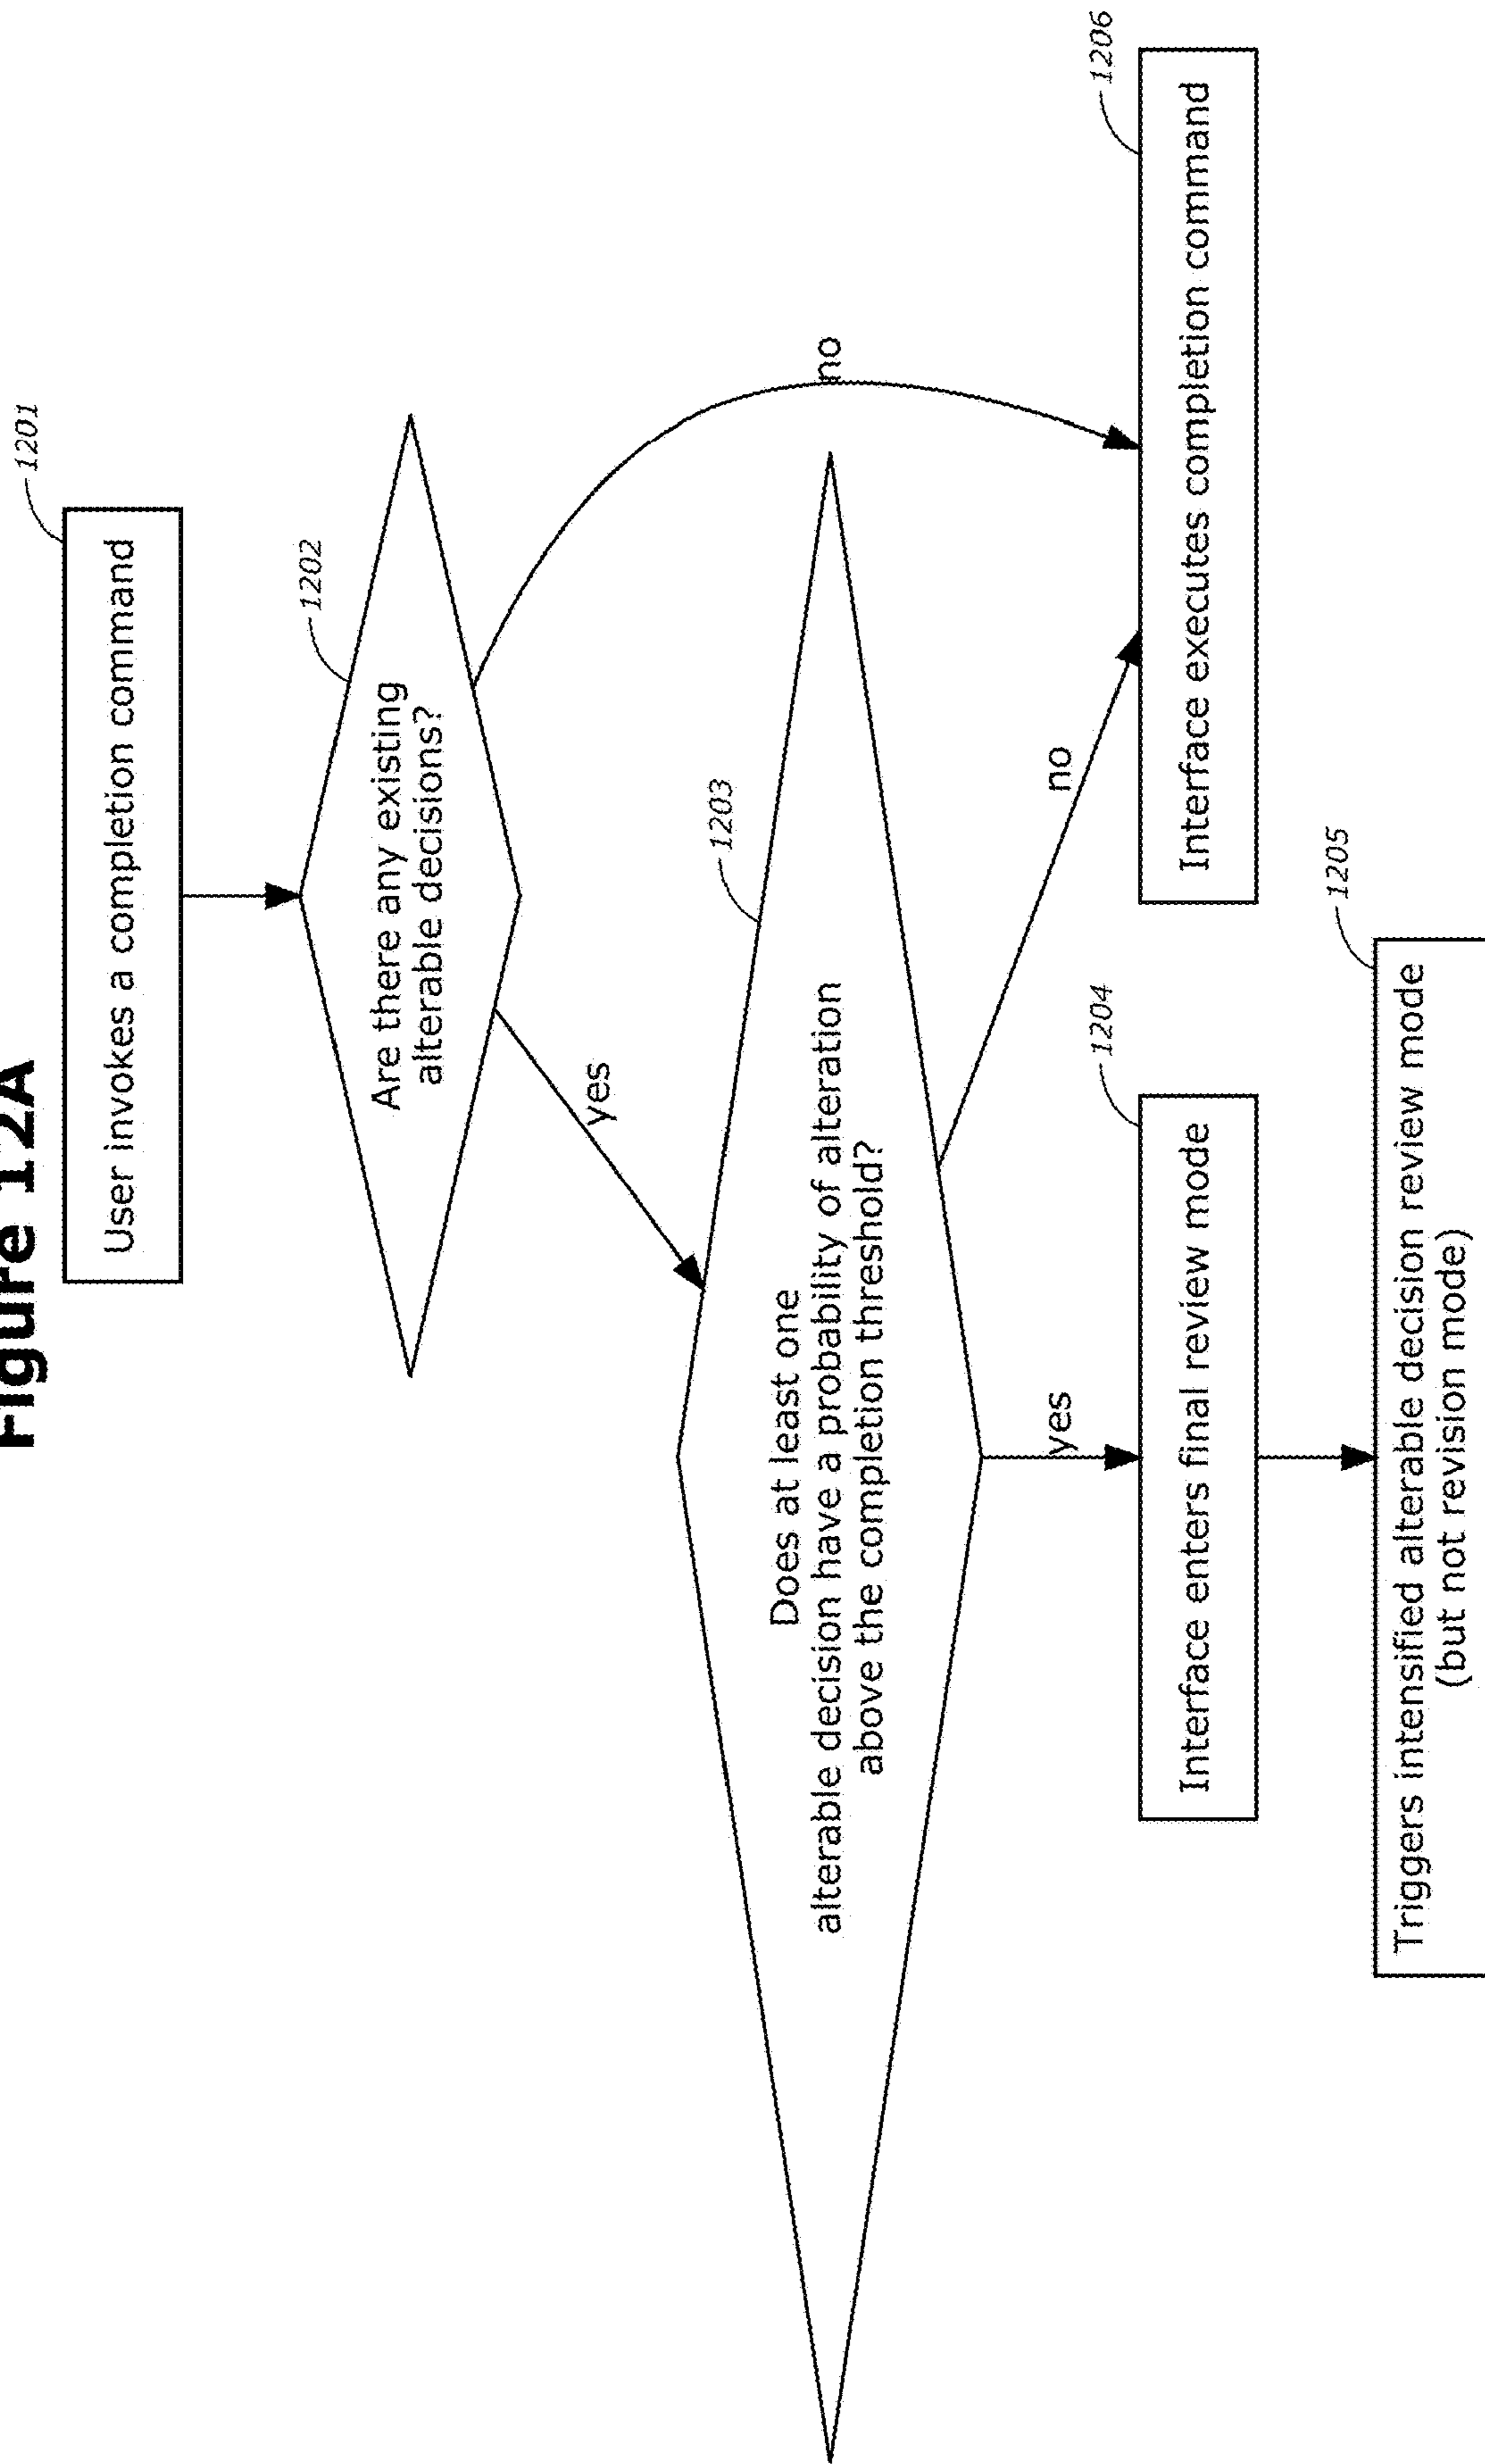 Figure 12A
1201
User invokes a completion command
1202
Are there any existing
alterable decisions?
yes
no
1203
Does at least one
alterable decision have a probability of alteration
above the completion threshold?
yes
no
1204
Interface enters final review mode
1206
Interface executes completion command
1205
Triggers intensified alterable decision review mode
(but not revision mode)